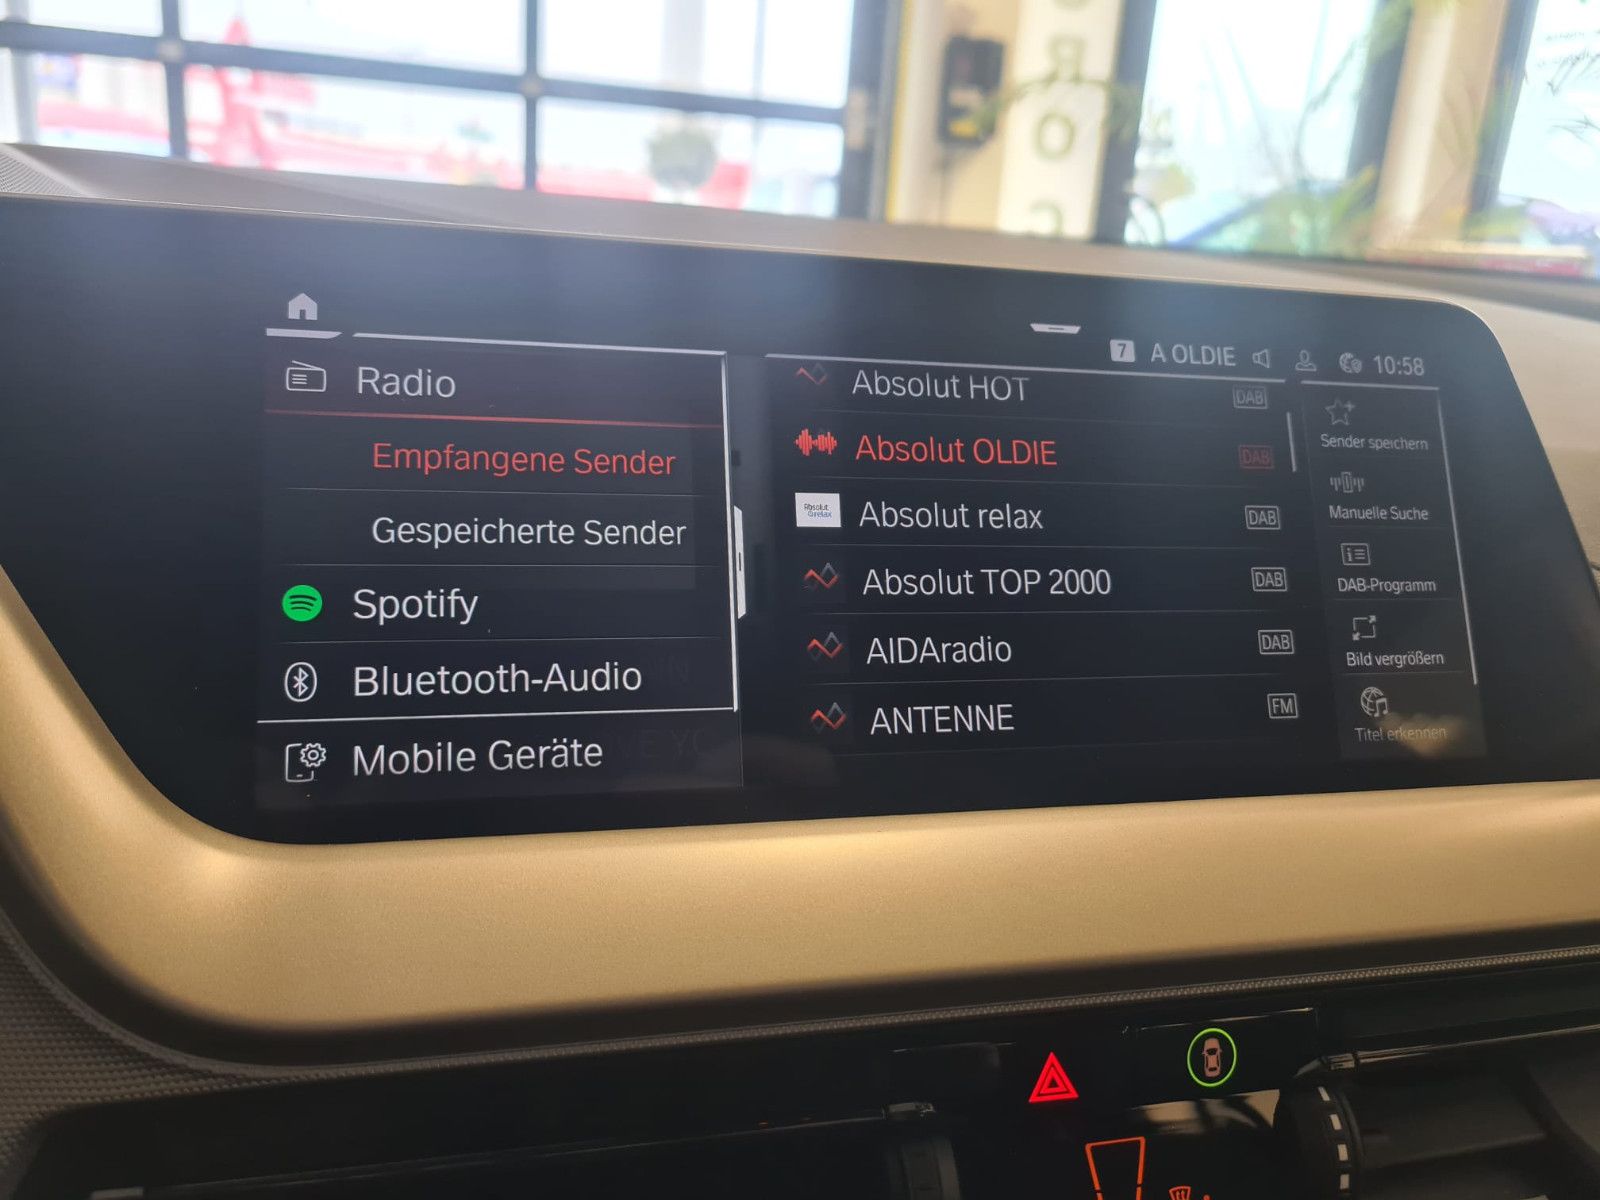 7 A OLDIE 10:58
Radio
Empfangene Sender
Gespeicherte Sender
Spotify
Bluetooth-Audio
Mobile Geräte
Absolut HOT DAB
Absolut OLDIE DAB
Absolut relax DAB
Absolut TOP 2000 DAB
AIDAradio DAB
ANTENNE FM
Sender speichern
Manuelle Suche
DAB-Programm
Bild vergrößern
Titel erkennen